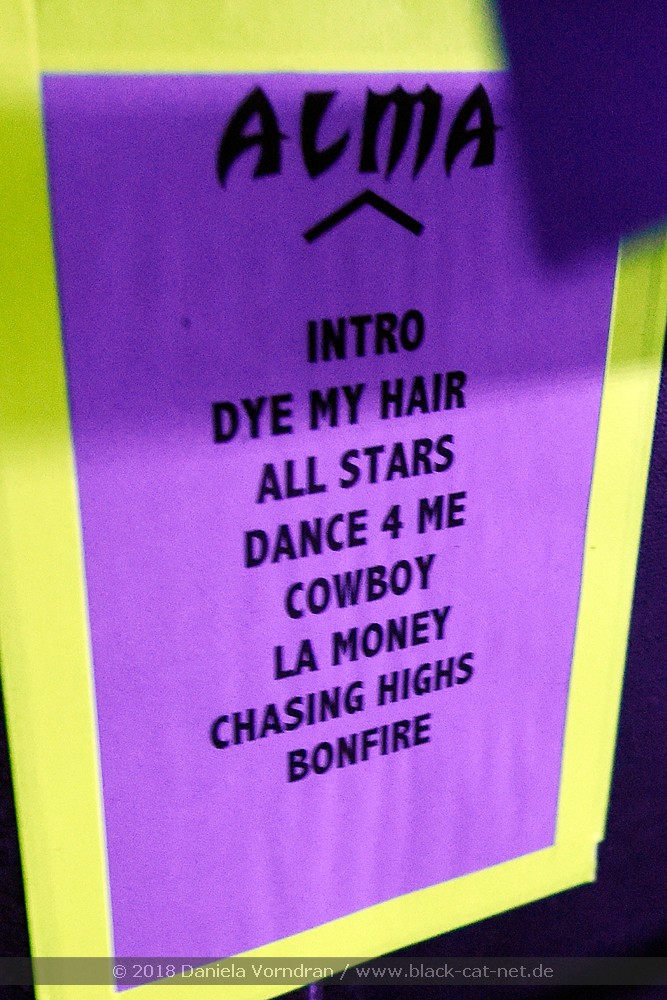 ALMA
INTRO
DYE MY HAIR
ALL STARS
DANCE 4 ME
COWBOY
LA MONEY
CHASING HIGHS
BONFIRE
© 2018 Daniela Vorndran / www.black-cat-net.de